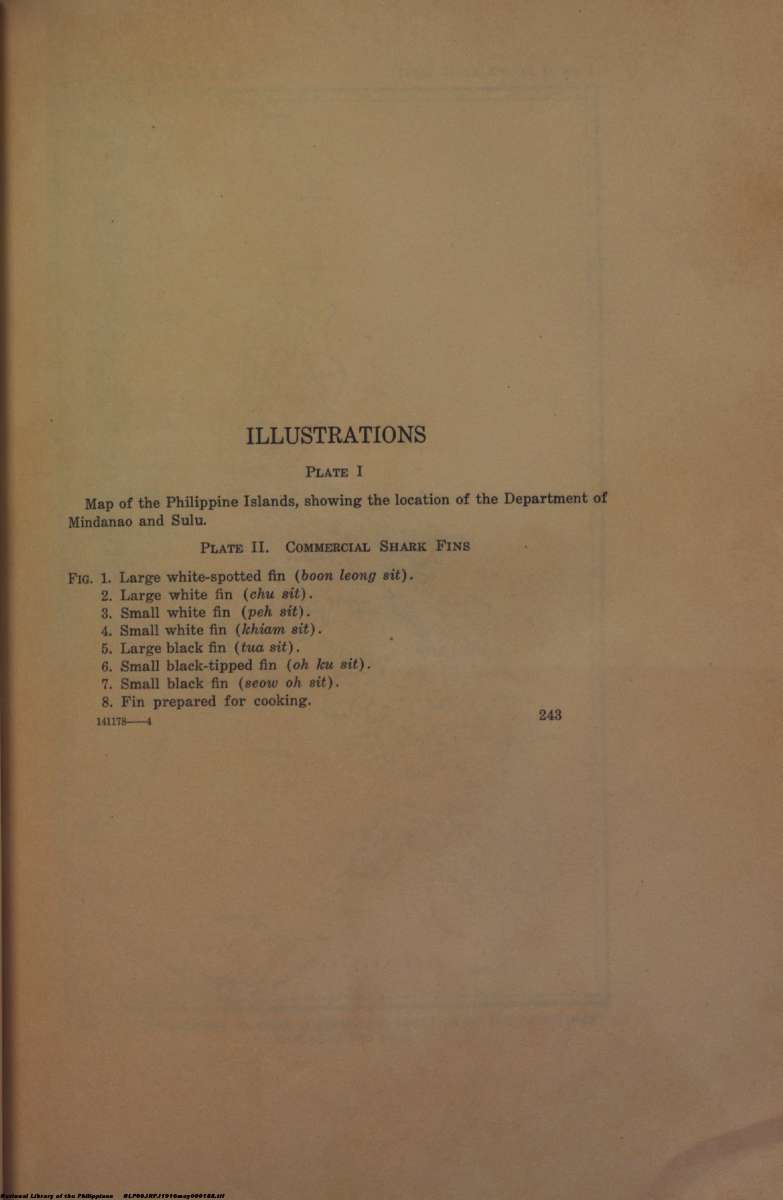 ILLUSTRATIONS
PLATE I
Map of the Philippine Islands, showing the location of the Department of
Mindanao and Sulu.
PLATE II. COMMERCIAL SHARK FINS
FIG. 1. Large white-spotted fin (boon leong sit).
2. Large white fin (chu sit).
3. Small white fin (peh sit).
4. Small white fin (khiam sit).
5. Large black fin (tua sit).
6. Small black-tipped fin (oh ku sit).
7. Small black fin (seow oh sit).
8. Fin prepared for cooking.
141178——4
243
National Library of the Philippine